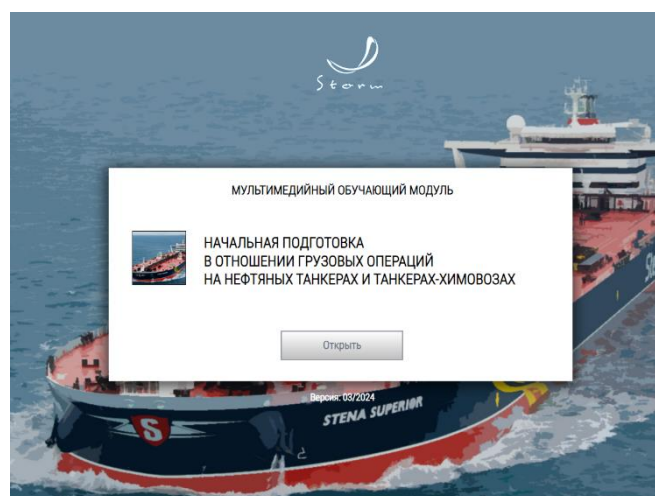 Storm
МУЛЬТИМЕДИЙНЫЙ ОБУЧАЮЩИЙ МОДУЛЬ
НАЧАЛЬНАЯ ПОДГОТОВКА
В ОТНОШЕНИИ ГРУЗОВЫХ ОПЕРАЦИЙ
НА НЕФТЯНЫХ ТАНКЕРАХ И ТАНКЕРАХ-ХИМОВОЗАХ
Открыть
Версия: 03/2024
STENA SUPERIOR
S